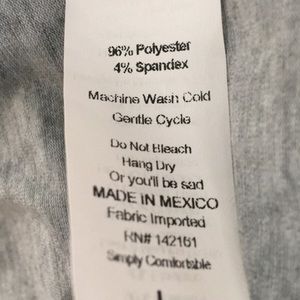 96% Polyester
4% Spandex
Machine Wash Cold
Gentle Cycle
Do Not Bleach
Hang Dry
Or you'll be sad
MADE IN MEXICO
Fabric Imported
RN# 142161
Simply Comfortable